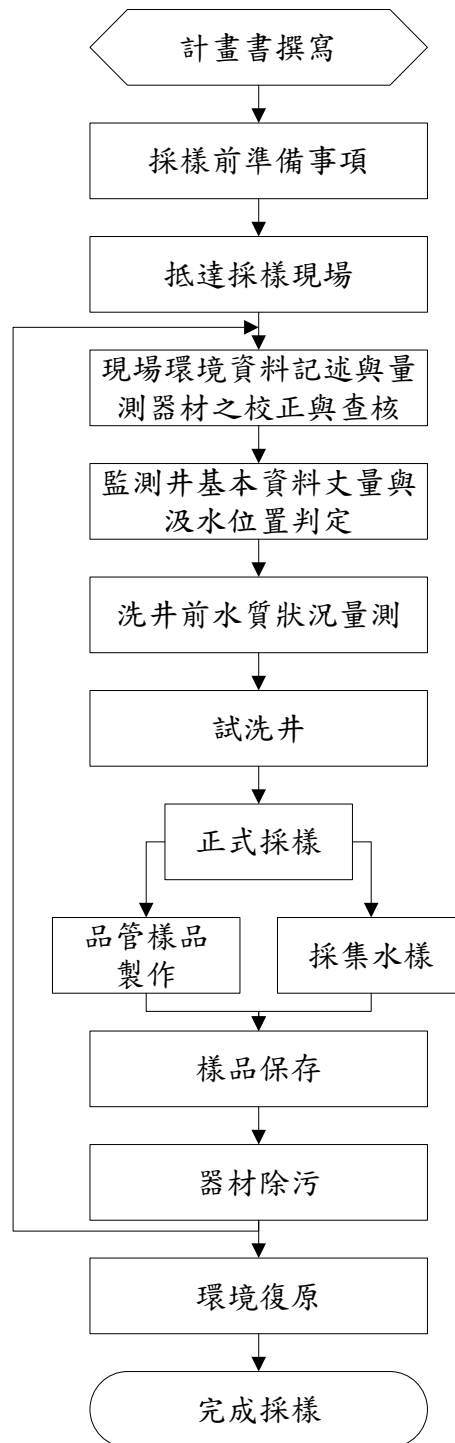 計畫書撰寫
採樣前準備事項
抵達採樣現場
現場環境資料記述與量
測器材之校正與查核
監測井基本資料丈量與
汲水位置判定
洗井前水質狀況量測
試洗井
正式採樣
品管樣品
製作
採集水樣
樣品保存
器材除污
環境復原
完成採樣